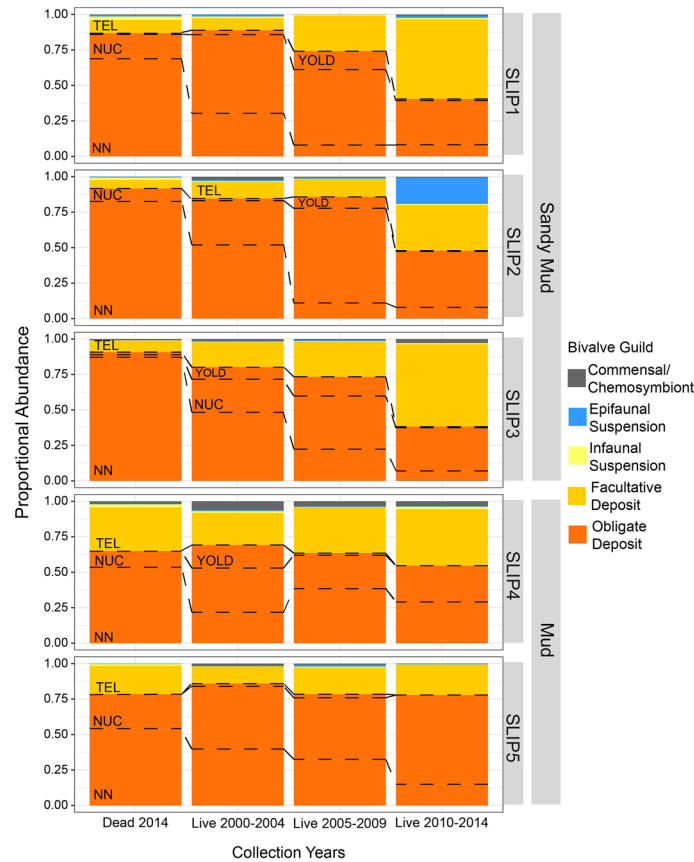 Proportional Abundance
1.00
0.75
0.50
0.25
0.00
TEL
NUC
NN
YOLD
SLIP1
1.00
0.75
0.50
0.25
0.00
NUC
NN
TEL
YOLD
SLIP2
1.00
0.75
0.50
0.25
0.00
TEL
NN
YOLD
NUC
SLIP3
Sandy Mud
1.00
0.75
0.50
0.25
0.00
TEL
NUC
NN
YOLD
SLIP4
1.00
0.75
0.50
0.25
0.00
TEL
NUC
NN
SLIP5
Mud
Dead 2014 Live 2000-2004 Live 2005-2009 Live 2010-2014
Collection Years
Bivalve Guild
Commensal/
Chemosymbiont
Epifaunal
Suspension
Infaunal
Suspension
Facultative
Deposit
Obligate
Deposit